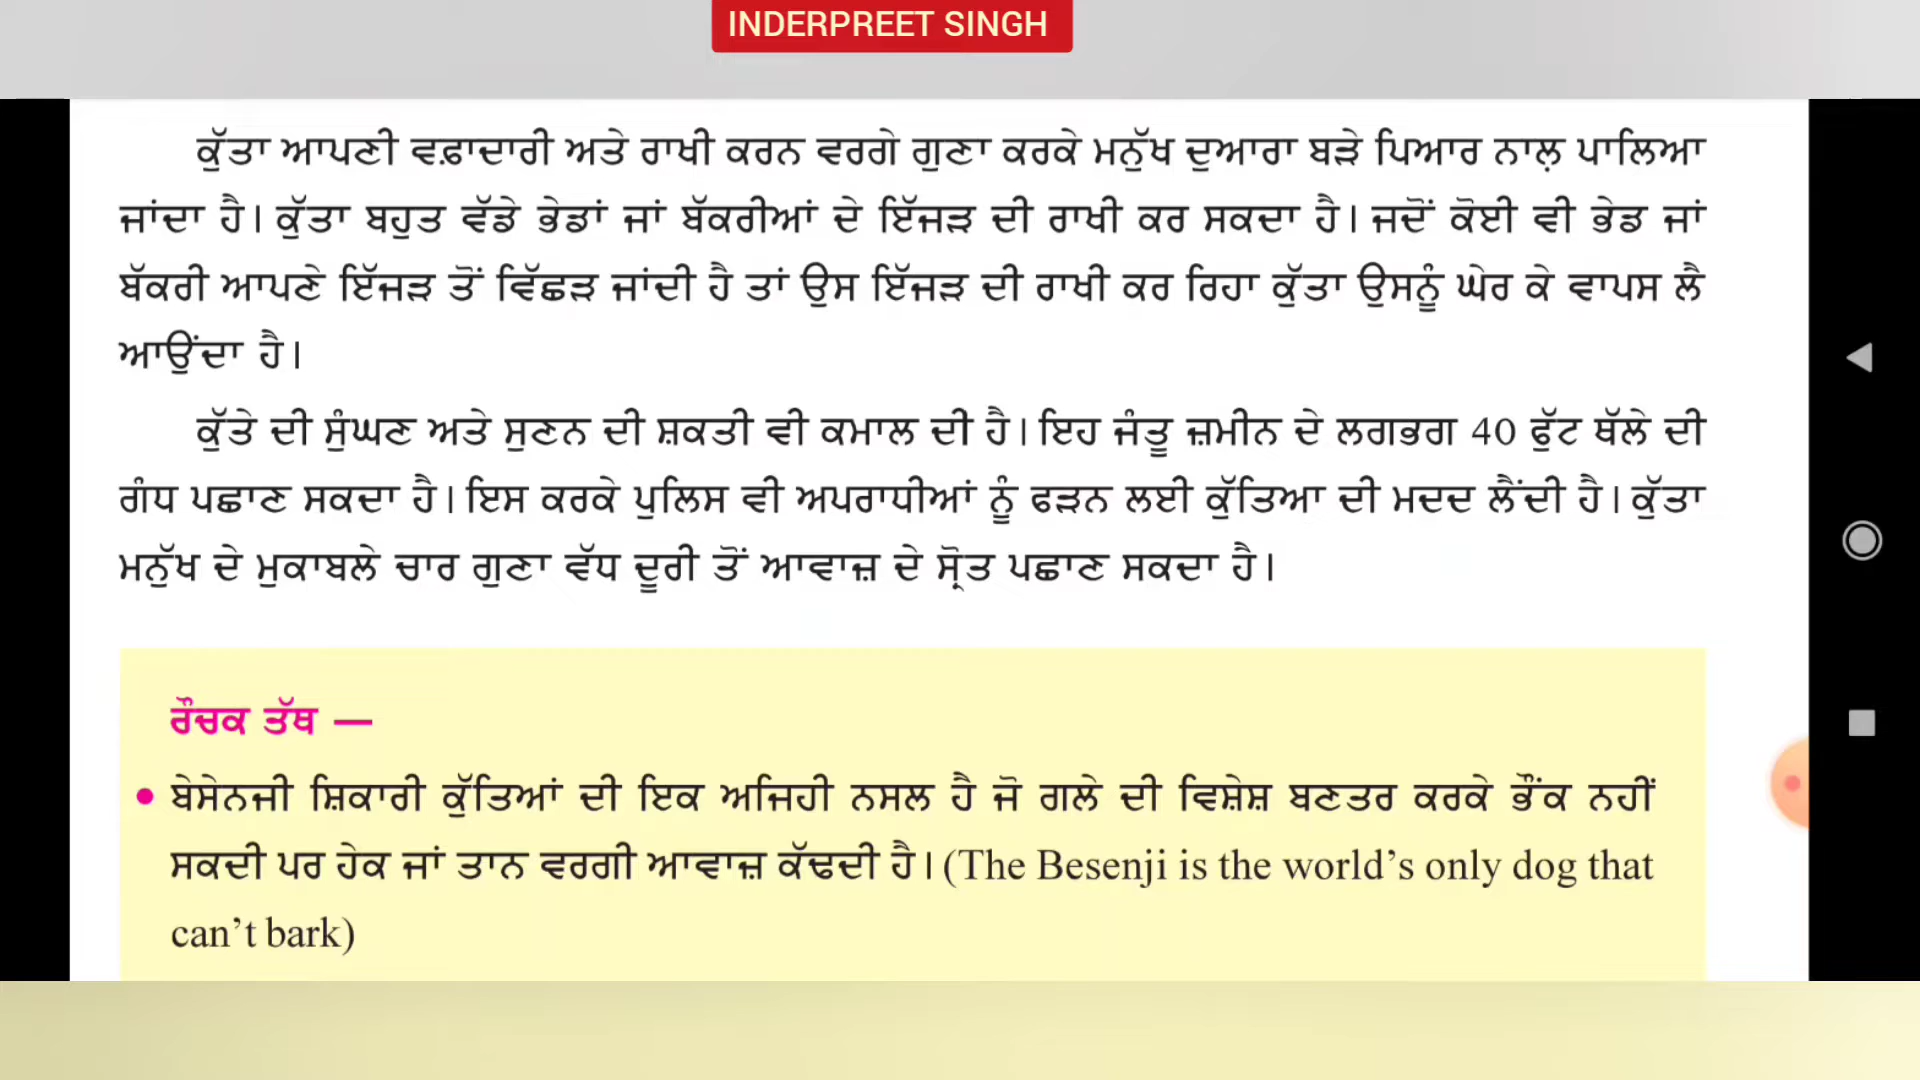 INDERPREET SINGH
ਕੁੱਤਾ ਆਪਣੀ ਵਫ਼ਾਦਾਰੀ ਅਤੇ ਰਾਖੀ ਕਰਨ ਵਰਗੇ ਗੁਣਾ ਕਰਕੇ ਮਨੁੱਖ ਦੁਆਰਾ ਬੜੇ ਪਿਆਰ ਨਾਲ਼ ਪਾਲਿਆ
ਜਾਂਦਾ ਹੈ। ਕੁੱਤਾ ਬਹੁਤ ਵੱਡੇ ਭੇਡਾਂ ਜਾਂ ਬੱਕਰੀਆਂ ਦੇ ਇੱਜੜ ਦੀ ਰਾਖੀ ਕਰ ਸਕਦਾ ਹੈ। ਜਦੋਂ ਕੋਈ ਵੀ ਭੇਡ ਜਾਂ
ਬੱਕਰੀ ਆਪਣੇ ਇੱਜੜ ਤੋਂ ਵਿੱਛੜ ਜਾਂਦੀ ਹੈ ਤਾਂ ਉਸ ਇੱਜੜ ਦੀ ਰਾਖੀ ਕਰ ਰਿਹਾ ਕੁੱਤਾ ਉਸਨੂੰ ਘੇਰ ਕੇ ਵਾਪਸ ਲੈ
ਆਉਂਦਾ ਹੈ।
ਕੁੱਤੇ ਦੀ ਸੁੰਘਣ ਅਤੇ ਸੁਣਨ ਦੀ ਸ਼ਕਤੀ ਵੀ ਕਮਾਲ ਦੀ ਹੈ। ਇਹ ਜੰਤੂ ਜ਼ਮੀਨ ਦੇ ਲਗਭਗ 40 ਫੁੱਟ ਥੱਲੇ ਦੀ
ਗੰਧ ਪਛਾਣ ਸਕਦਾ ਹੈ। ਇਸ ਕਰਕੇ ਪੁਲਿਸ ਵੀ ਅਪਰਾਧੀਆਂ ਨੂੰ ਫੜਨ ਲਈ ਕੁੱਤਿਆ ਦੀ ਮਦਦ ਲੈਂਦੀ ਹੈ। ਕੁੱਤਾ
ਮਨੁੱਖ ਦੇ ਮੁਕਾਬਲੇ ਚਾਰ ਗੁਣਾ ਵੱਧ ਦੂਰੀ ਤੋਂ ਆਵਾਜ਼ ਦੇ ਸ੍ਰੋਤ ਪਛਾਣ ਸਕਦਾ ਹੈ।
ਰੌਚਕ ਤੱਥ —
• ਬੇਸੇਨਜੀ ਸ਼ਿਕਾਰੀ ਕੁੱਤਿਆਂ ਦੀ ਇਕ ਅਜਿਹੀ ਨਸਲ ਹੈ ਜੋ ਗਲੇ ਦੀ ਵਿਸ਼ੇਸ਼ ਬਣਤਰ ਕਰਕੇ ਭੌਂਕ ਨਹੀਂ
ਸਕਦੀ ਪਰ ਹੇਕ ਜਾਂ ਤਾਨ ਵਰਗੀ ਆਵਾਜ਼ ਕੱਢਦੀ ਹੈ। (The Besenji is the world’s only dog that
can’t bark)